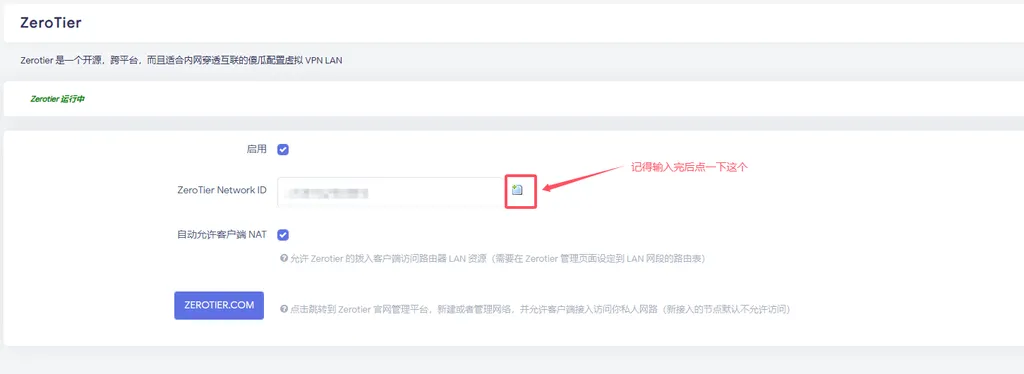 ZeroTier
Zerotier 是一个开源，跨平台，而且适合内网穿透互联的傻瓜配置虚拟 VPN LAN
Zerotier 运行中
启用
记得输入完后点一下这个
ZeroTier Network ID
自动允许客户端 NAT
允许 Zerotier 的拨入客户端访问路由器 LAN 资源（需要在 Zerotier 管理页面设定到 LAN 网段的路由表）
ZEROTIER.COM
点击跳转到 Zerotier 官网管理平台，新建或者管理网络，并允许客户端接入访问你私人网路（新接入的节点默认不允许访问）